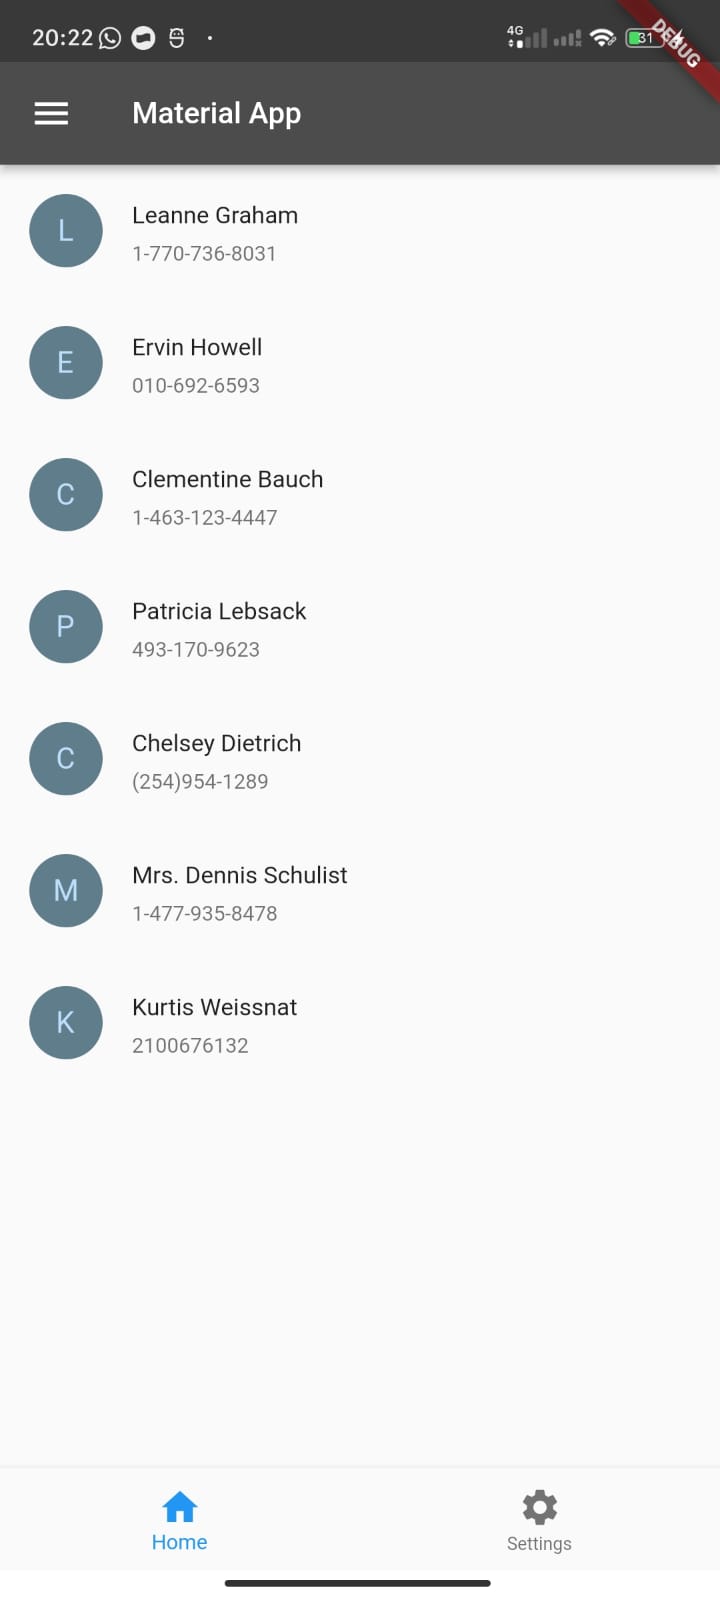 20:22
4G
31
DEBUG
Material App
L
Leanne Graham
1-770-736-8031
E
Ervin Howell
010-692-6593
C
Clementine Bauch
1-463-123-4447
P
Patricia Lebsack
493-170-9623
C
Chelsey Dietrich
(254)954-1289
M
Mrs. Dennis Schulist
1-477-935-8478
K
Kurtis Weissnat
2100676132
Home
Settings